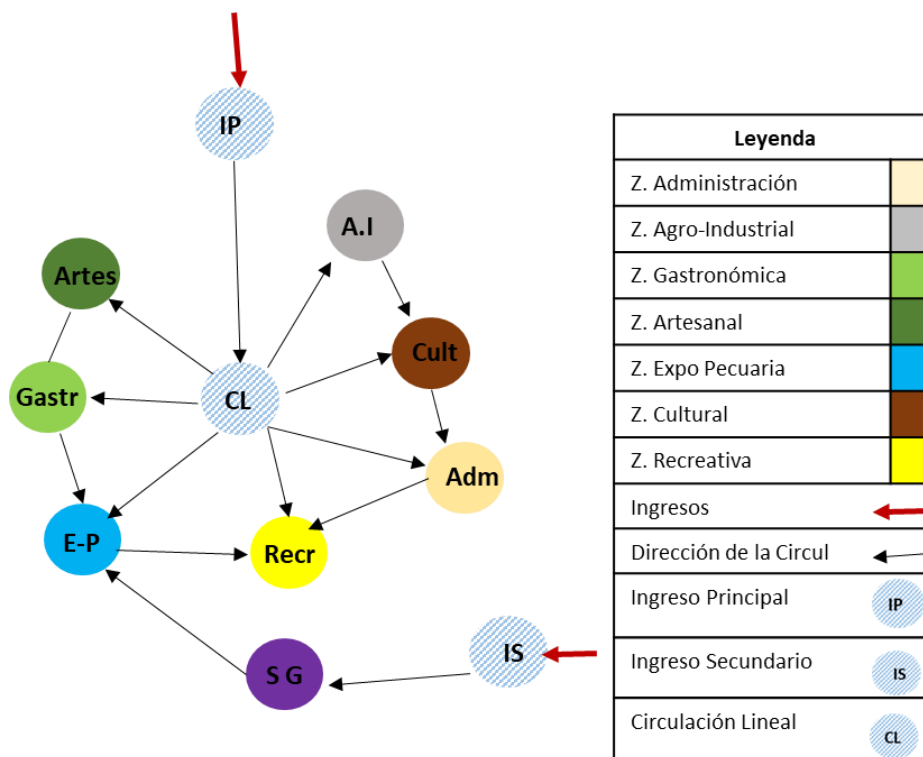 IP
A.I
Artes
Cult
Gastr
CL
Adm
E-P
Recr
IS
S G
Leyenda
Z. Administración
Z. Agro-Industrial
Z. Gastronómica
Z. Artesanal
Z. Expo Pecuaria
Z. Cultural
Z. Recreativa
Ingresos
Dirección de la Circul
Ingreso Principal
IP
Ingreso Secundario
IS
Circulación Lineal
CL